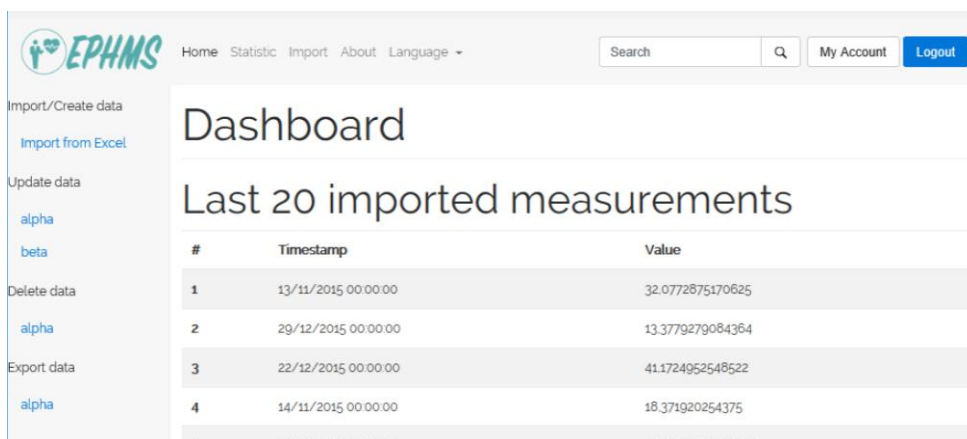 EPHMS Home Statistic Import About Language Search My Account Logout
Import/Create data
Import from Excel
Update data
alpha
beta
Delete data
alpha
Export data
alpha
Dashboard
Last 20 imported measurements
# Timestamp Value
1 13/11/2015 00:00:00 32.0772875170625
2 29/12/2015 00:00:00 13.3779279084364
3 22/12/2015 00:00:00 41.1724952548522
4 14/11/2015 00:00:00 18.371920254375